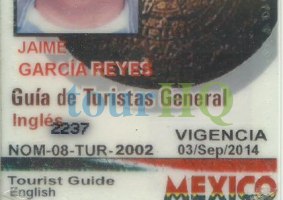 JAIME
GARCÍA REYES
tourHQ
Guía de Turistas General
Inglés
2237
VIGENCIA
NOM-08-TUR-2002 03/Sep/2014
Tourist Guide
English
MEXICO